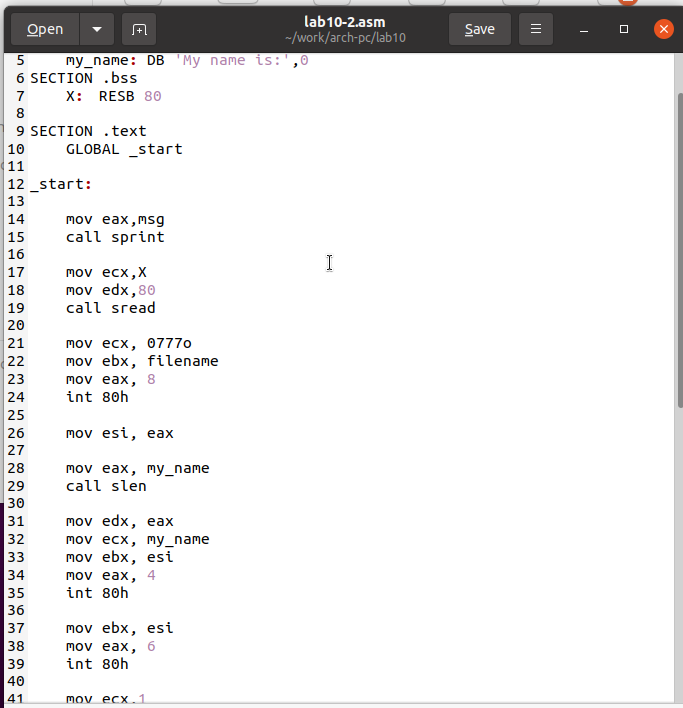 Open
lab10-2.asm
~/work/arch-pc/lab10
Save
5 my_name: DB 'My name is:',0
6 SECTION .bss
7 X: RESB 80
8
9 SECTION .text
10 GLOBAL _start
11
12 _start:
13
14 mov eax,msg
15 call sprint
16
17 mov ecx,X
18 mov edx,80
19 call sread
20
21 mov ecx, 0777o
22 mov ebx, filename
23 mov eax, 8
24 int 80h
25
26 mov esi, eax
27
28 mov eax, my_name
29 call slen
30
31 mov edx, eax
32 mov ecx, my_name
33 mov ebx, esi
34 mov eax, 4
35 int 80h
36
37 mov ebx, esi
38 mov eax, 6
39 int 80h
40
41 mov ecx,1